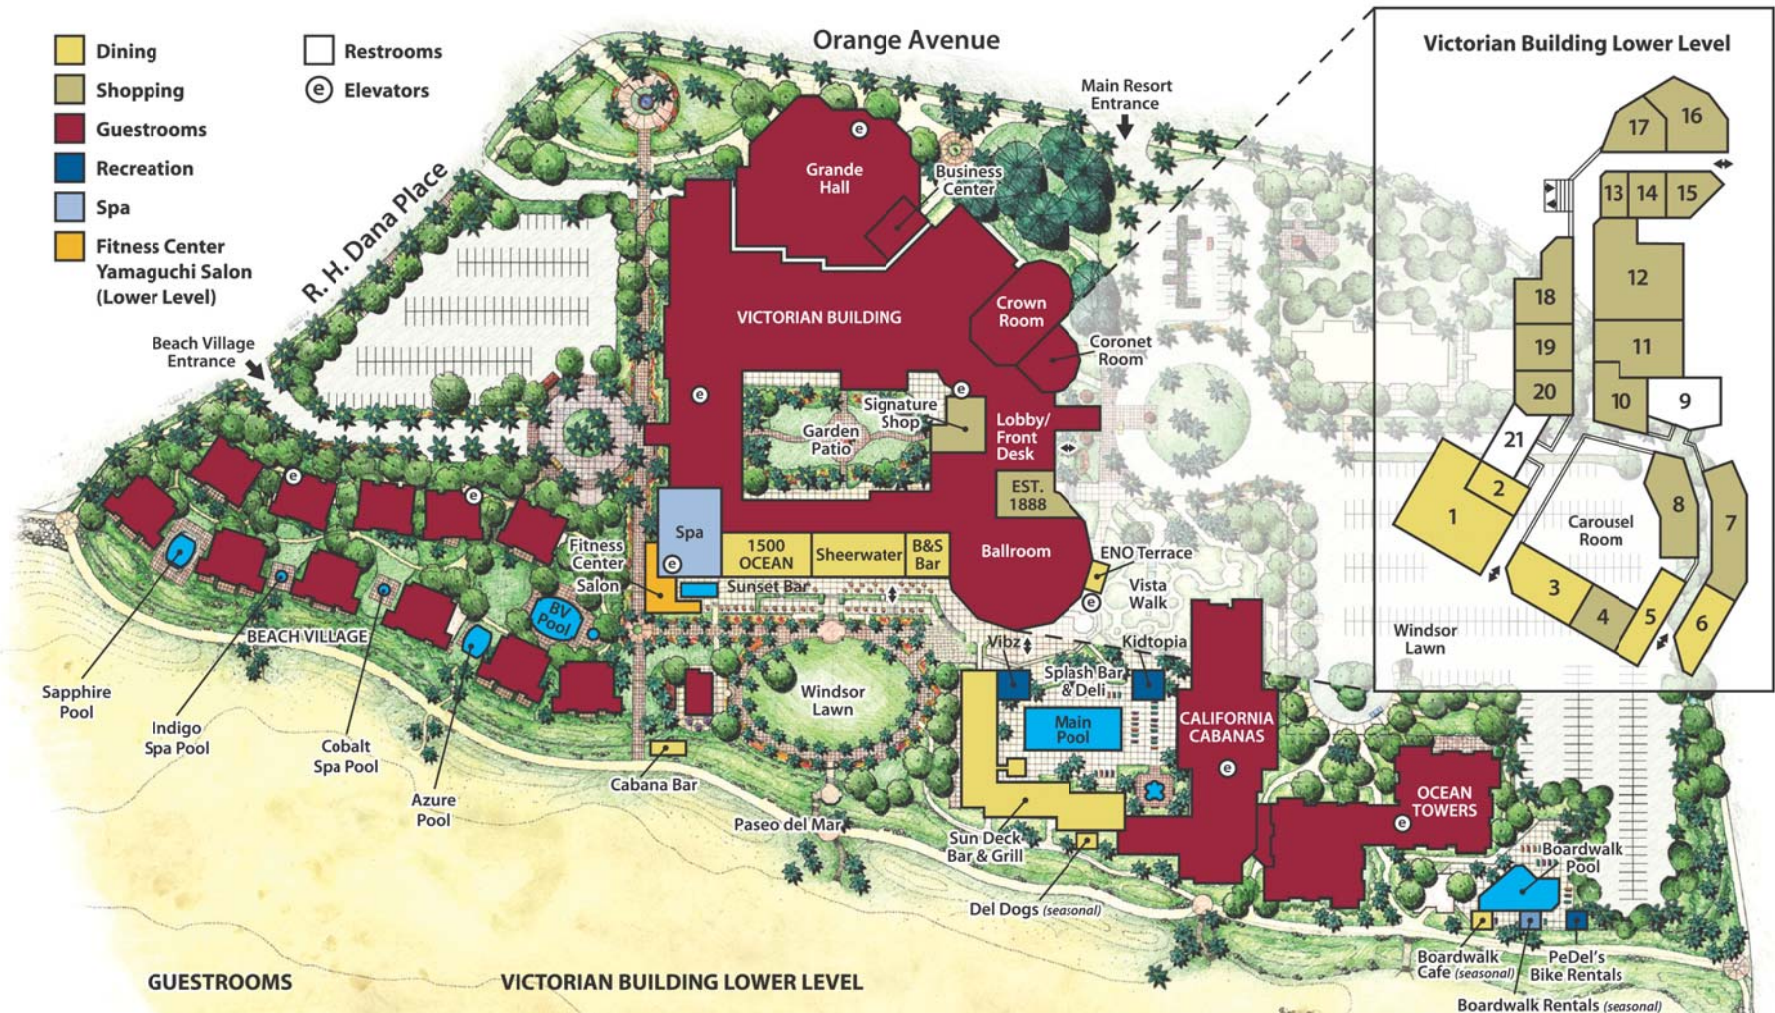 Dining
Shopping
Guestrooms
Recreation
Spa
Fitness Center
Yamaguchi Salon
(Lower Level)
Restrooms
e Elevators
Orange Avenue
Main Resort
Entrance
R. H. Dana Place
Beach Village
Entrance
e
Grande
Hall
Business
Center
VICTORIAN BUILDING
Crown
Room
Coronet
Room
e
e
Signature
Shop
Garden
Patio
Lobby/
Front
Desk
EST.
1888
Ballroom
e
e
Spa
e
Fitness
Center
Salon
1500
OCEAN
Sheerwater
B&S
Bar
Sunset Bar
ENO Terrace
e
Vista
Walk
BV
Pool
BEACH VILLAGE
Sapphire
Pool
Indigo
Spa Pool
Cobalt
Spa Pool
Azure
Pool
Windsor
Lawn
Cabana Bar
Paseo del Mar
Vibz
Kidtopia
Splash Bar
& Deli
Main
Pool
CALIFORNIA
CABANAS
e
Sun Deck
Bar & Grill
Del Dogs (seasonal)
OCEAN
TOWERS
e
Boardwalk
Pool
Boardwalk
Cafe (seasonal)
PeDel's
Bike Rentals
Boardwalk Rentals (seasonal)
Victorian Building Lower Level
17
16
13
14
15
12
18
19
11
20
10
9
21
2
1
8
7
Carousel
Room
3
4
5
6
Windsor
Lawn
GUESTROOMS
VICTORIAN BUILDING LOWER LEVEL